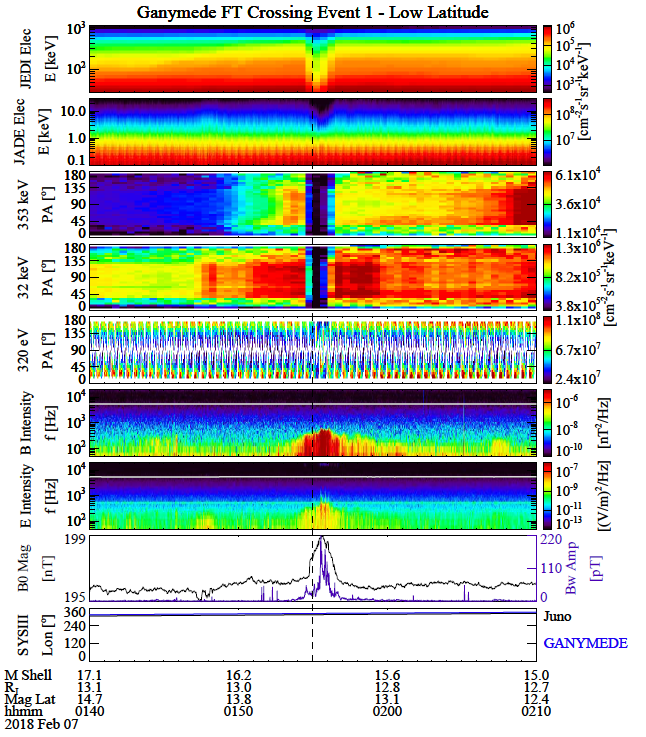 Ganymede FT Crossing Event 1 - Low Latitude
JEDI Elec
E [keV]
10³
10²
10⁶
10⁵
10⁴
10³
JADE Elec
E [keV]
10.0
1.0
0.1
10⁸
10⁷
[cm⁻²s⁻¹sr⁻¹keV⁻¹]
353 keV
PA [°]
180
135
90
45
0
6.1x10⁴
3.6x10⁴
1.1x10⁴
32 keV
PA [°]
180
135
90
45
0
1.3x10⁶
8.2x10⁵
3.8x10⁵
[cm⁻²s⁻¹sr⁻¹keV⁻¹]
320 eV
PA [°]
180
135
90
45
0
1.1x10⁸
6.7x10⁷
2.4x10⁷
B Intensity
f [Hz]
10⁴
10³
10²
10⁻⁶
10⁻⁸
10⁻¹⁰
[nT²/Hz]
E Intensity
f [Hz]
10⁴
10³
10²
10⁻⁷
10⁻⁹
10⁻¹¹
10⁻¹³
[(V/m)²/Hz]
B0 Mag
[nT]
199
195
220
110
0
Bw Amp
[pT]
SYSIII
Lon [°]
360
240
120
0
Juno
GANYMEDE
M Shell 17.1 16.2 15.6 15.0
R_J 13.1 13.0 12.8 12.7
Mag Lat 14.7 13.8 13.1 12.4
hhmm 0140 0150 0200 0210
2018 Feb 07